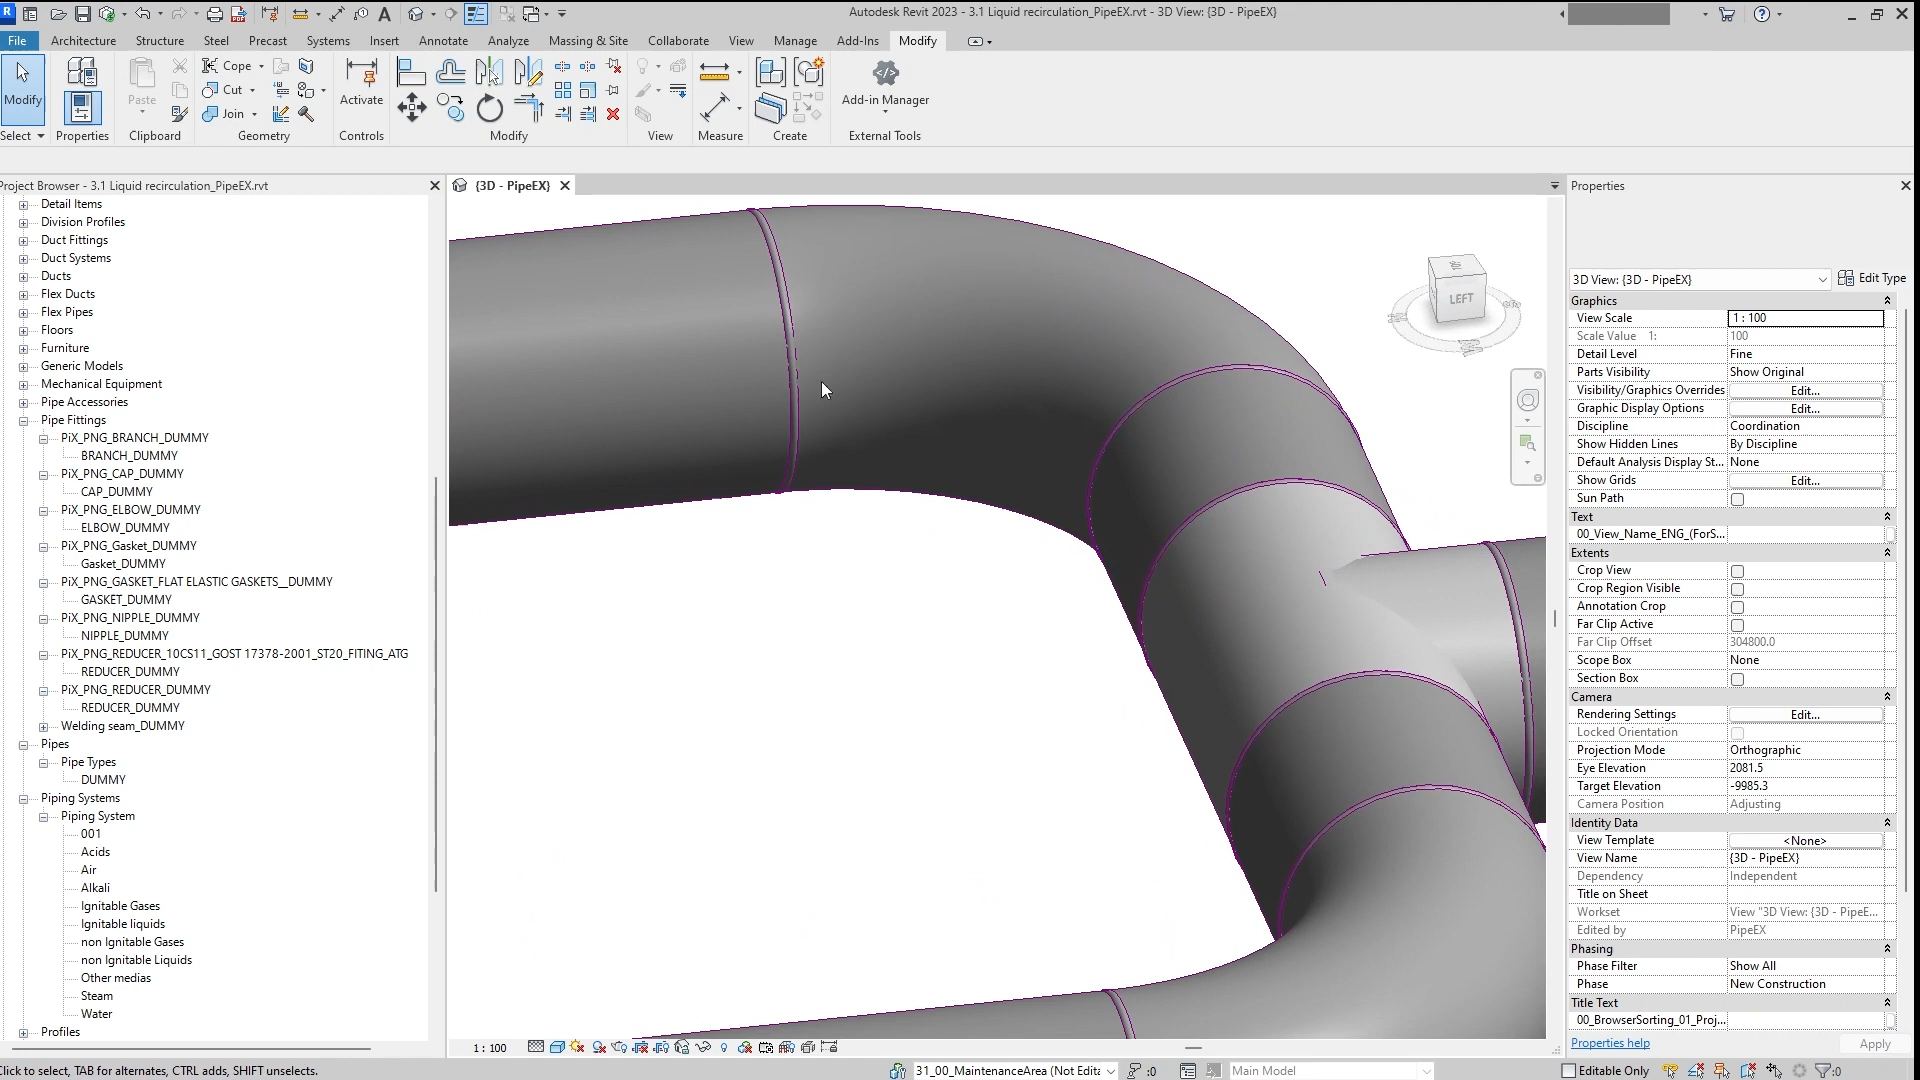 Autodesk Revit 2023 - 3.1 Liquid recirculation_PipeEX.rvt - 3D View: {3D - PipeEX}
File Architecture Structure Steel Precast Systems Insert Annotate Analyze Massing & Site Collaborate View Manage Add-Ins Modify
Modify
Paste
Cope
Cut
Join
Activate
Add-in Manager
Select Properties Clipboard Geometry Controls Modify View Measure Create External Tools
Project Browser - 3.1 Liquid recirculation_PipeEX.rvt
Detail Items
Division Profiles
Duct Fittings
Duct Systems
Ducts
Flex Ducts
Flex Pipes
Floors
Furniture
Generic Models
Mechanical Equipment
Pipe Accessories
Pipe Fittings
PiX_PNG_BRANCH_DUMMY
BRANCH_DUMMY
PiX_PNG_CAP_DUMMY
CAP_DUMMY
PiX_PNG_ELBOW_DUMMY
ELBOW_DUMMY
PiX_PNG_Gasket_DUMMY
Gasket_DUMMY
PiX_PNG_GASKET_FLAT ELASTIC GASKETS__DUMMY
GASKET_DUMMY
PiX_PNG_NIPPLE_DUMMY
NIPPLE_DUMMY
PiX_PNG_REDUCER_10CS11_GOST 17378-2001_ST20_FITING_ATG
REDUCER_DUMMY
PiX_PNG_REDUCER_DUMMY
REDUCER_DUMMY
Welding seam_DUMMY
Pipes
Pipe Types
DUMMY
Piping Systems
Piping System
001
Acids
Air
Alkali
Ignitable Gases
Ignitable liquids
non Ignitable Gases
non Ignitable Liquids
Other medias
Steam
Water
Profiles
{3D - PipeEX}
LEFT
1 : 100
Properties
3D View: {3D - PipeEX} Edit Type
Graphics
View Scale 1 : 100
Scale Value 1: 100
Detail Level Fine
Parts Visibility Show Original
Visibility/Graphics Overrides Edit...
Graphic Display Options Edit...
Discipline Coordination
Show Hidden Lines By Discipline
Default Analysis Display St... None
Show Grids Edit...
Sun Path
Text
00_View_Name_ENG_(ForS...
Extents
Crop View
Crop Region Visible
Annotation Crop
Far Clip Active
Far Clip Offset 304800.0
Scope Box None
Section Box
Camera
Rendering Settings Edit...
Locked Orientation
Projection Mode Orthographic
Eye Elevation 2081.5
Target Elevation -9985.3
Camera Position Adjusting
Identity Data
View Template <None>
View Name {3D - PipeEX}
Dependency Independent
Title on Sheet
Workset View "3D View: {3D - PipeE...
Edited by PipeEX
Phasing
Phase Filter Show All
Phase New Construction
Title Text
00_BrowserSorting_01_Proj...
Properties help Apply
Click to select, TAB for alternates, CTRL adds, SHIFT unselects.
31_00_MaintenanceArea (Not Edita
:0
Main Model
Editable Only
:0